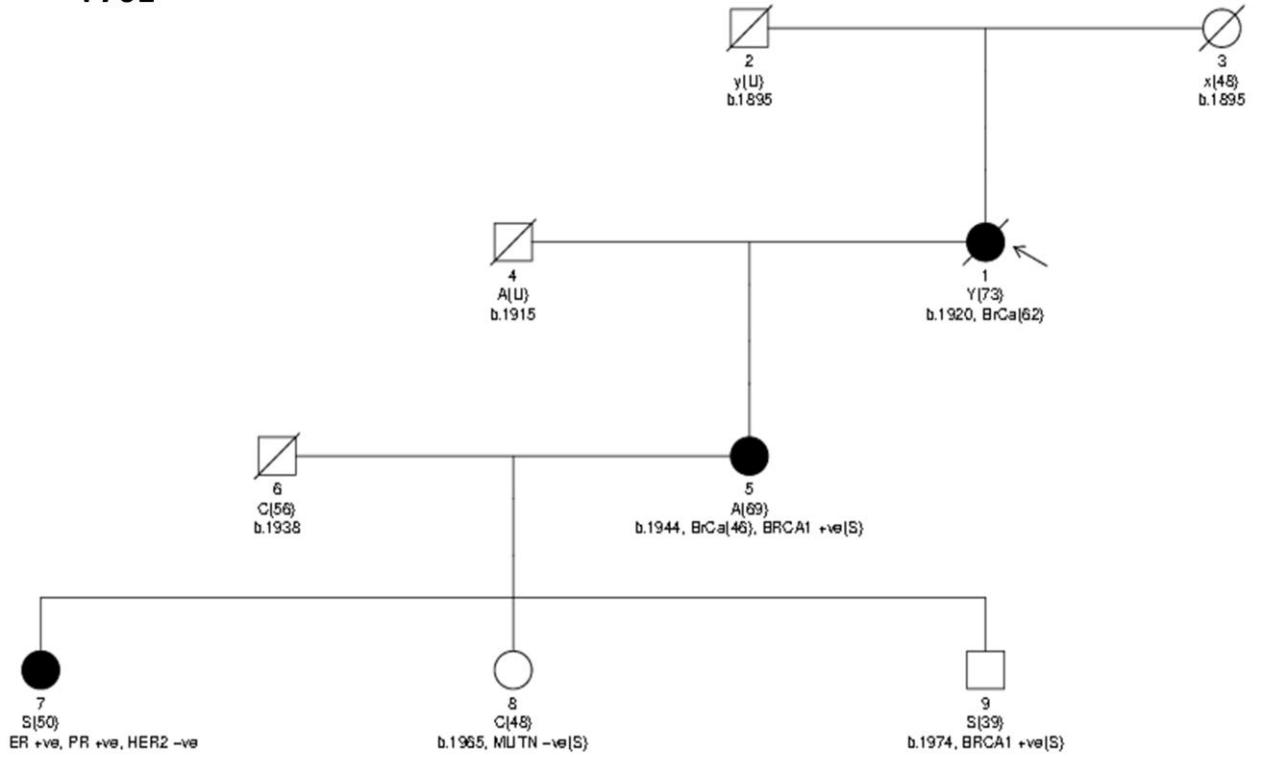 2
y(U)
b.1895
3
x(48)
b.1895
4
A(U)
b.1915
1
Y(73)
b.1920, BrCa(62)
6
C(56)
b.1938
5
A(69)
b.1944, BrCa(46), BRCA1 +ve(S)
7
S(50)
ER +ve, PR +ve, HER2 -ve
8
C(48)
b.1965, MUTN -ve(S)
9
S(39)
b.1974, BRCA1 +ve(S)